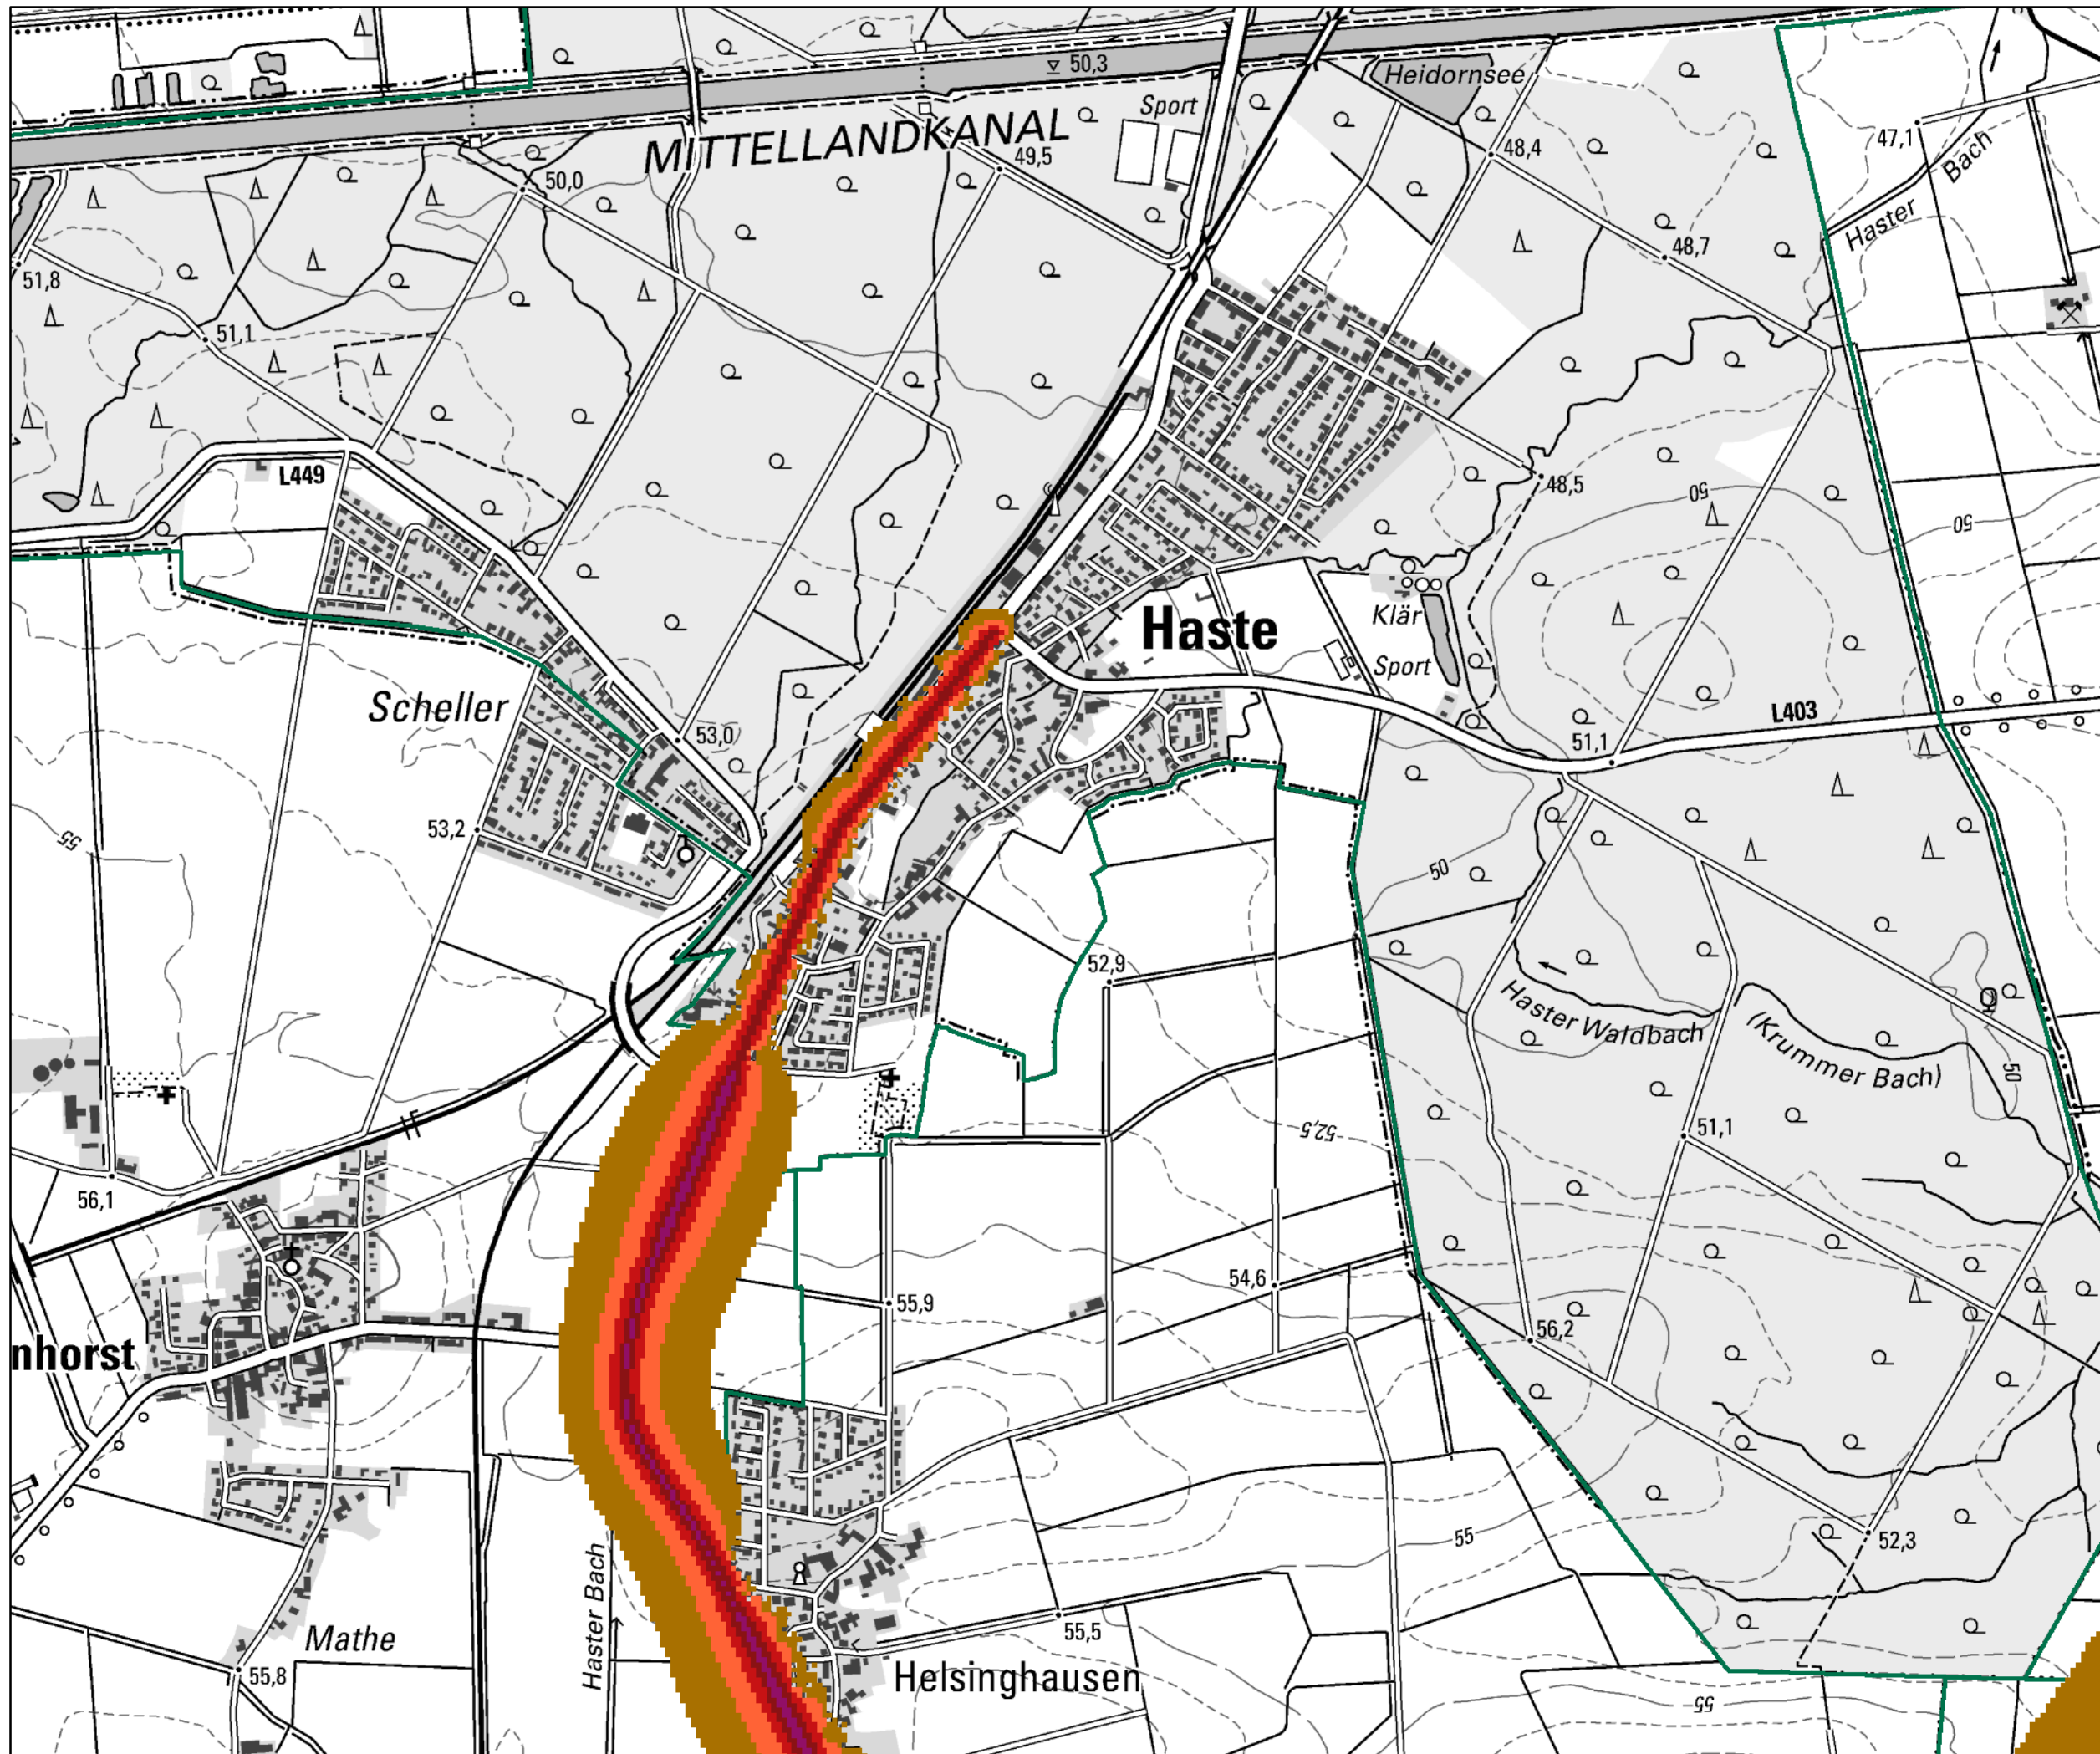 50,3
Heidornsee
Sport
MITTELLANDKANAL
49,5
48,4
47,1
Bach
Haster
50,0
48,7
51,8
51,1
L449
48,5
50
50
Haste
Klär
Sport
Scheller
53,0
L403
51,1
53,2
55
50
52,9
Haster Waldbach
(Krummer Bach)
50
52,5
51,1
56,1
54,6
55,9
56,2
nhorst
55
52,3
Haster Bach
Mathe
55,5
55,8
Helsinghausen
55